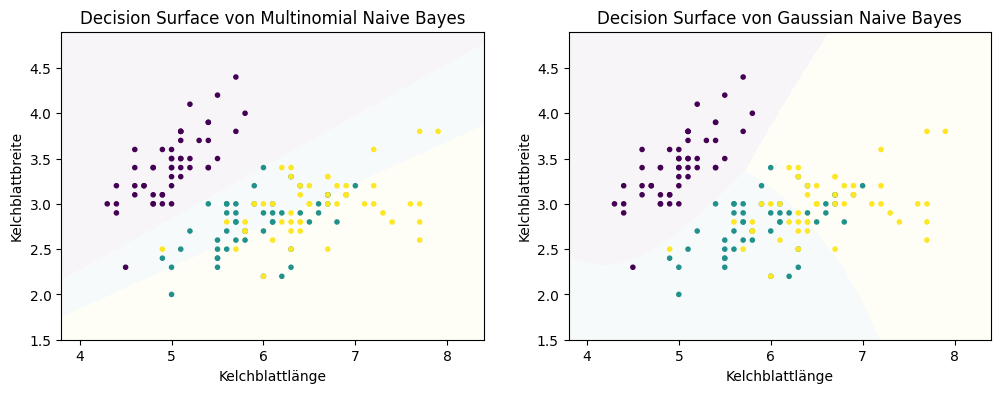 Decision Surface von Multinomial Naive Bayes
Kelchblattbreite
4.5
4.0
3.5
3.0
2.5
2.0
1.5
4 5 6 7 8
Kelchblattlänge
Decision Surface von Gaussian Naive Bayes
Kelchblattbreite
4.5
4.0
3.5
3.0
2.5
2.0
1.5
4 5 6 7 8
Kelchblattlänge